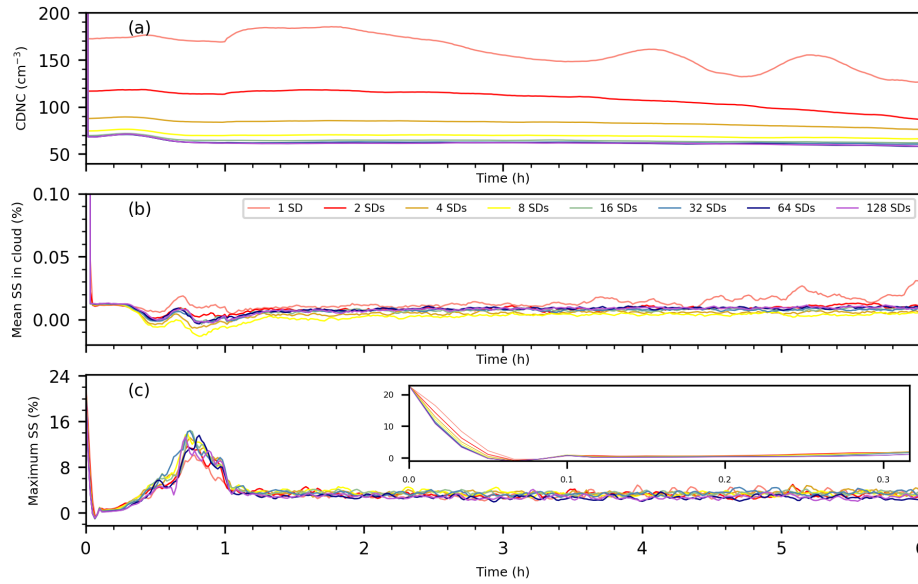 200
(a)
150
100
50
CDNC (cm⁻³)
Time (h)
0.10
(b)
1 SD 2 SDs 4 SDs 8 SDs 16 SDs 32 SDs 64 SDs 128 SDs
0.05
0.00
Mean SS in cloud (%)
Time (h)
24
(c)
16
8
0
Maximum SS (%)
20
0
0.0 0.1 0.2 0.3
0 1 2 3 4 5 6
Time (h)